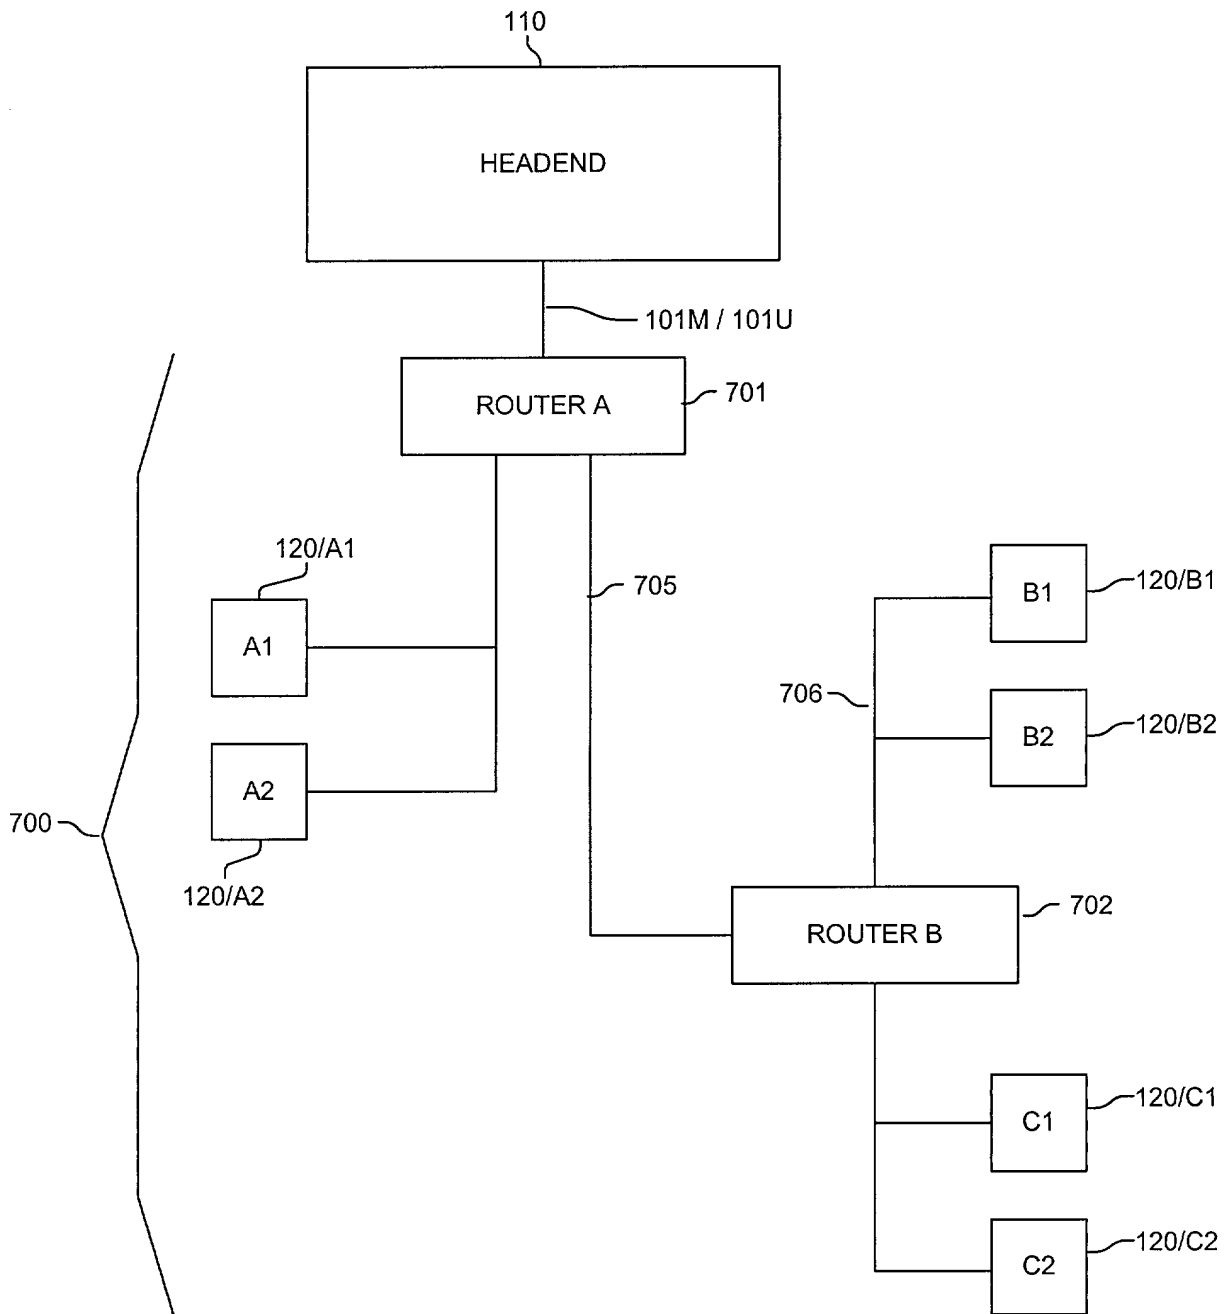 110
HEADEND
101M / 101U
ROUTER A
701
120/A1
A1
705
B1
120/B1
706
B2
120/B2
A2
700
120/A2
ROUTER B
702
C1
120/C1
C2
120/C2